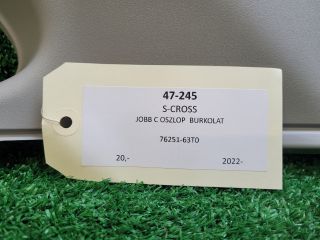 47-245
S-CROSS
JOBB C OSZLOP BURKOLAT
76251-63T0
20,- 2022-